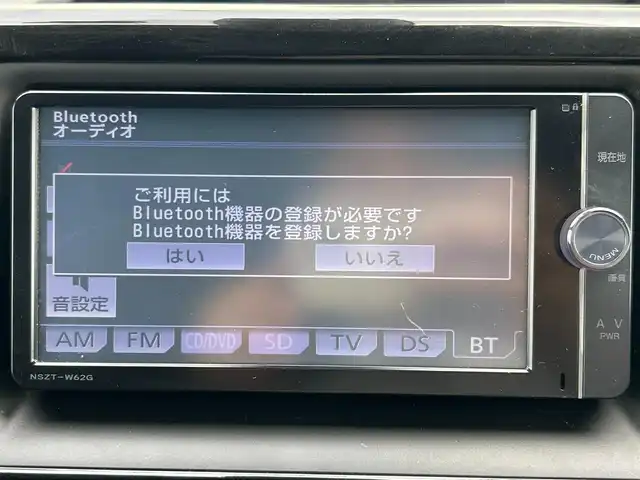 Bluetooth
オーディオ
ご利用には
Bluetooth機器の登録が必要です
Bluetooth機器を登録しますか?
はい
いいえ
音設定
AM
FM
CD/DVD
SD
TV
DS
BT
NSZT-W62G
現在地
MENU
画質
A V
PWR